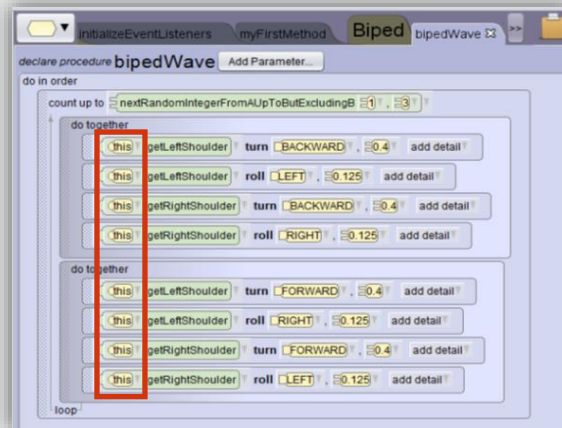 initializeEventListeners myFirstMethod Biped bipedWave
declare procedure bipedWave Add Parameter...
do in order
count up to nextRandomIntegerFromAUpToButExcludingB 1 , 3
do together
this getLeftShoulder turn BACKWARD , 0.4 add detail
this getLeftShoulder roll LEFT , 0.125 add detail
this getRightShoulder turn BACKWARD , 0.4 add detail
this getRightShoulder roll RIGHT , 0.125 add detail
do together
this getLeftShoulder turn FORWARD , 0.4 add detail
this getLeftShoulder roll RIGHT , 0.125 add detail
this getRightShoulder turn FORWARD , 0.4 add detail
this getRightShoulder roll LEFT , 0.125 add detail
loop